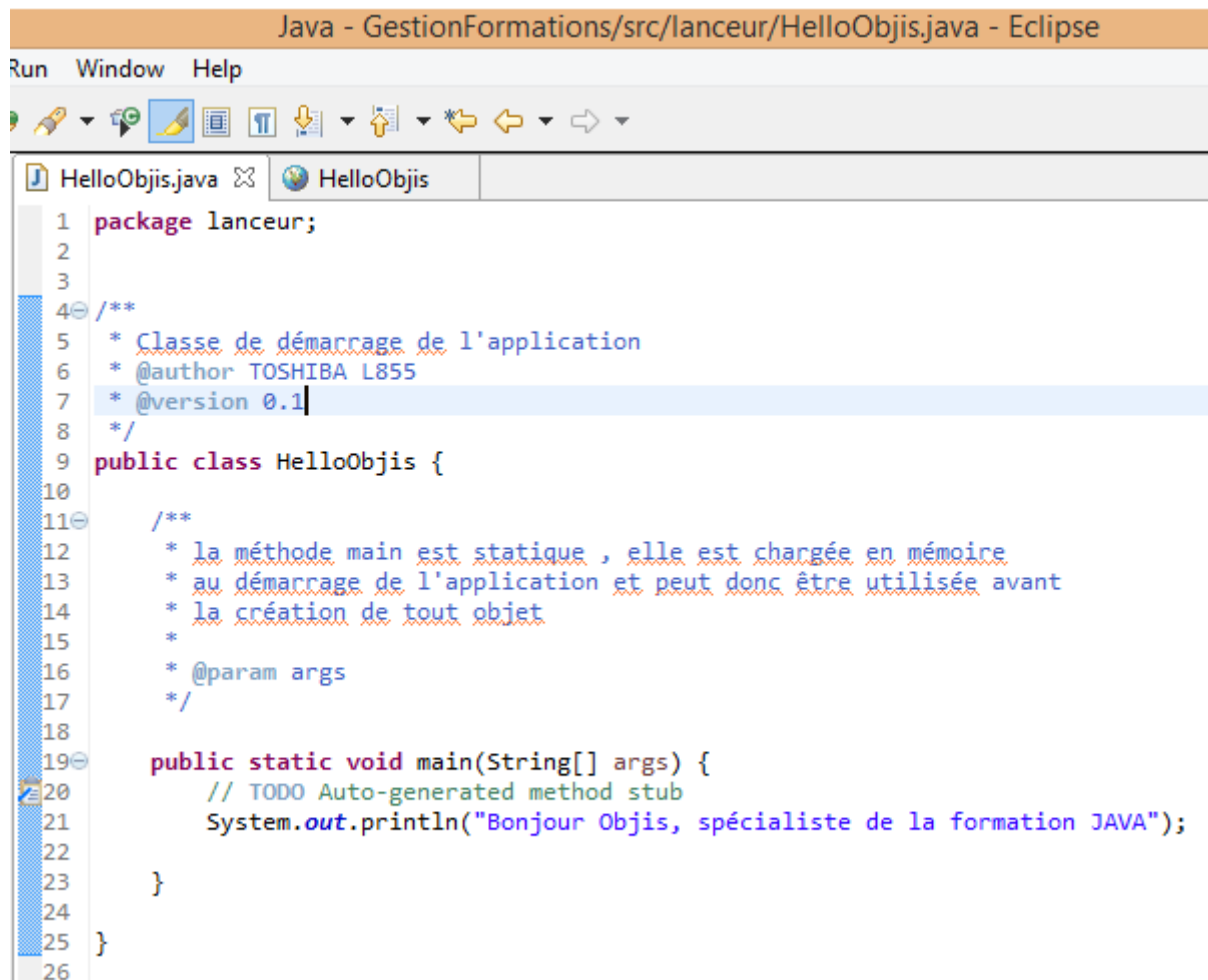 Java - GestionFormations/src/lanceur/HelloObjis.java - Eclipse
Run Window Help
HelloObjis.java HelloObjis
1 package lanceur;
2
3
4 /**
5 * Classe de démarrage de l'application
6 * @author TOSHIBA L855
7 * @version 0.1
8 */
9 public class HelloObjis {
10
11 /**
12 * la méthode main est statique , elle est chargée en mémoire
13 * au démarrage de l'application et peut donc être utilisée avant
14 * la création de tout objet
15 *
16 * @param args
17 */
18
19 public static void main(String[] args) {
20 // TODO Auto-generated method stub
21 System.out.println("Bonjour Objis, spécialiste de la formation JAVA");
22
23 }
24
25 }
26